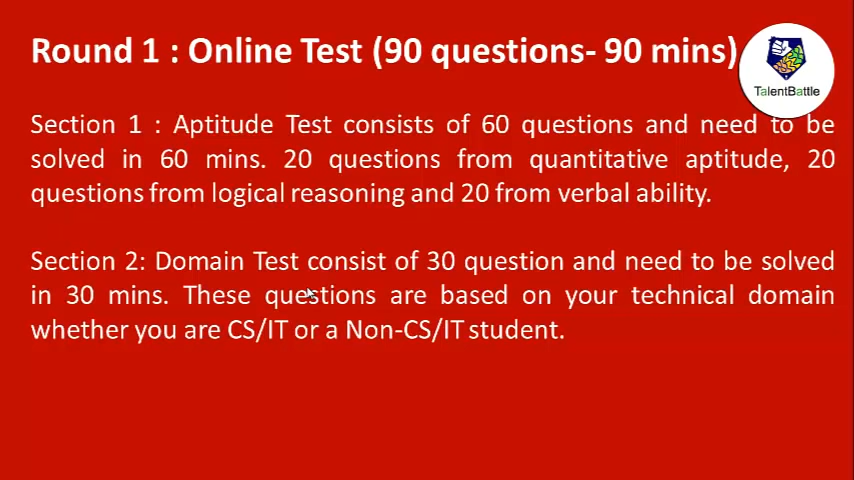 Round 1 : Online Test (90 questions- 90 mins)
TalentBattle
Section 1 : Aptitude Test consists of 60 questions and need to be
solved in 60 mins. 20 questions from quantitative aptitude, 20
questions from logical reasoning and 20 from verbal ability.
Section 2: Domain Test consist of 30 question and need to be solved
in 30 mins. These questions are based on your technical domain
whether you are CS/IT or a Non-CS/IT student.